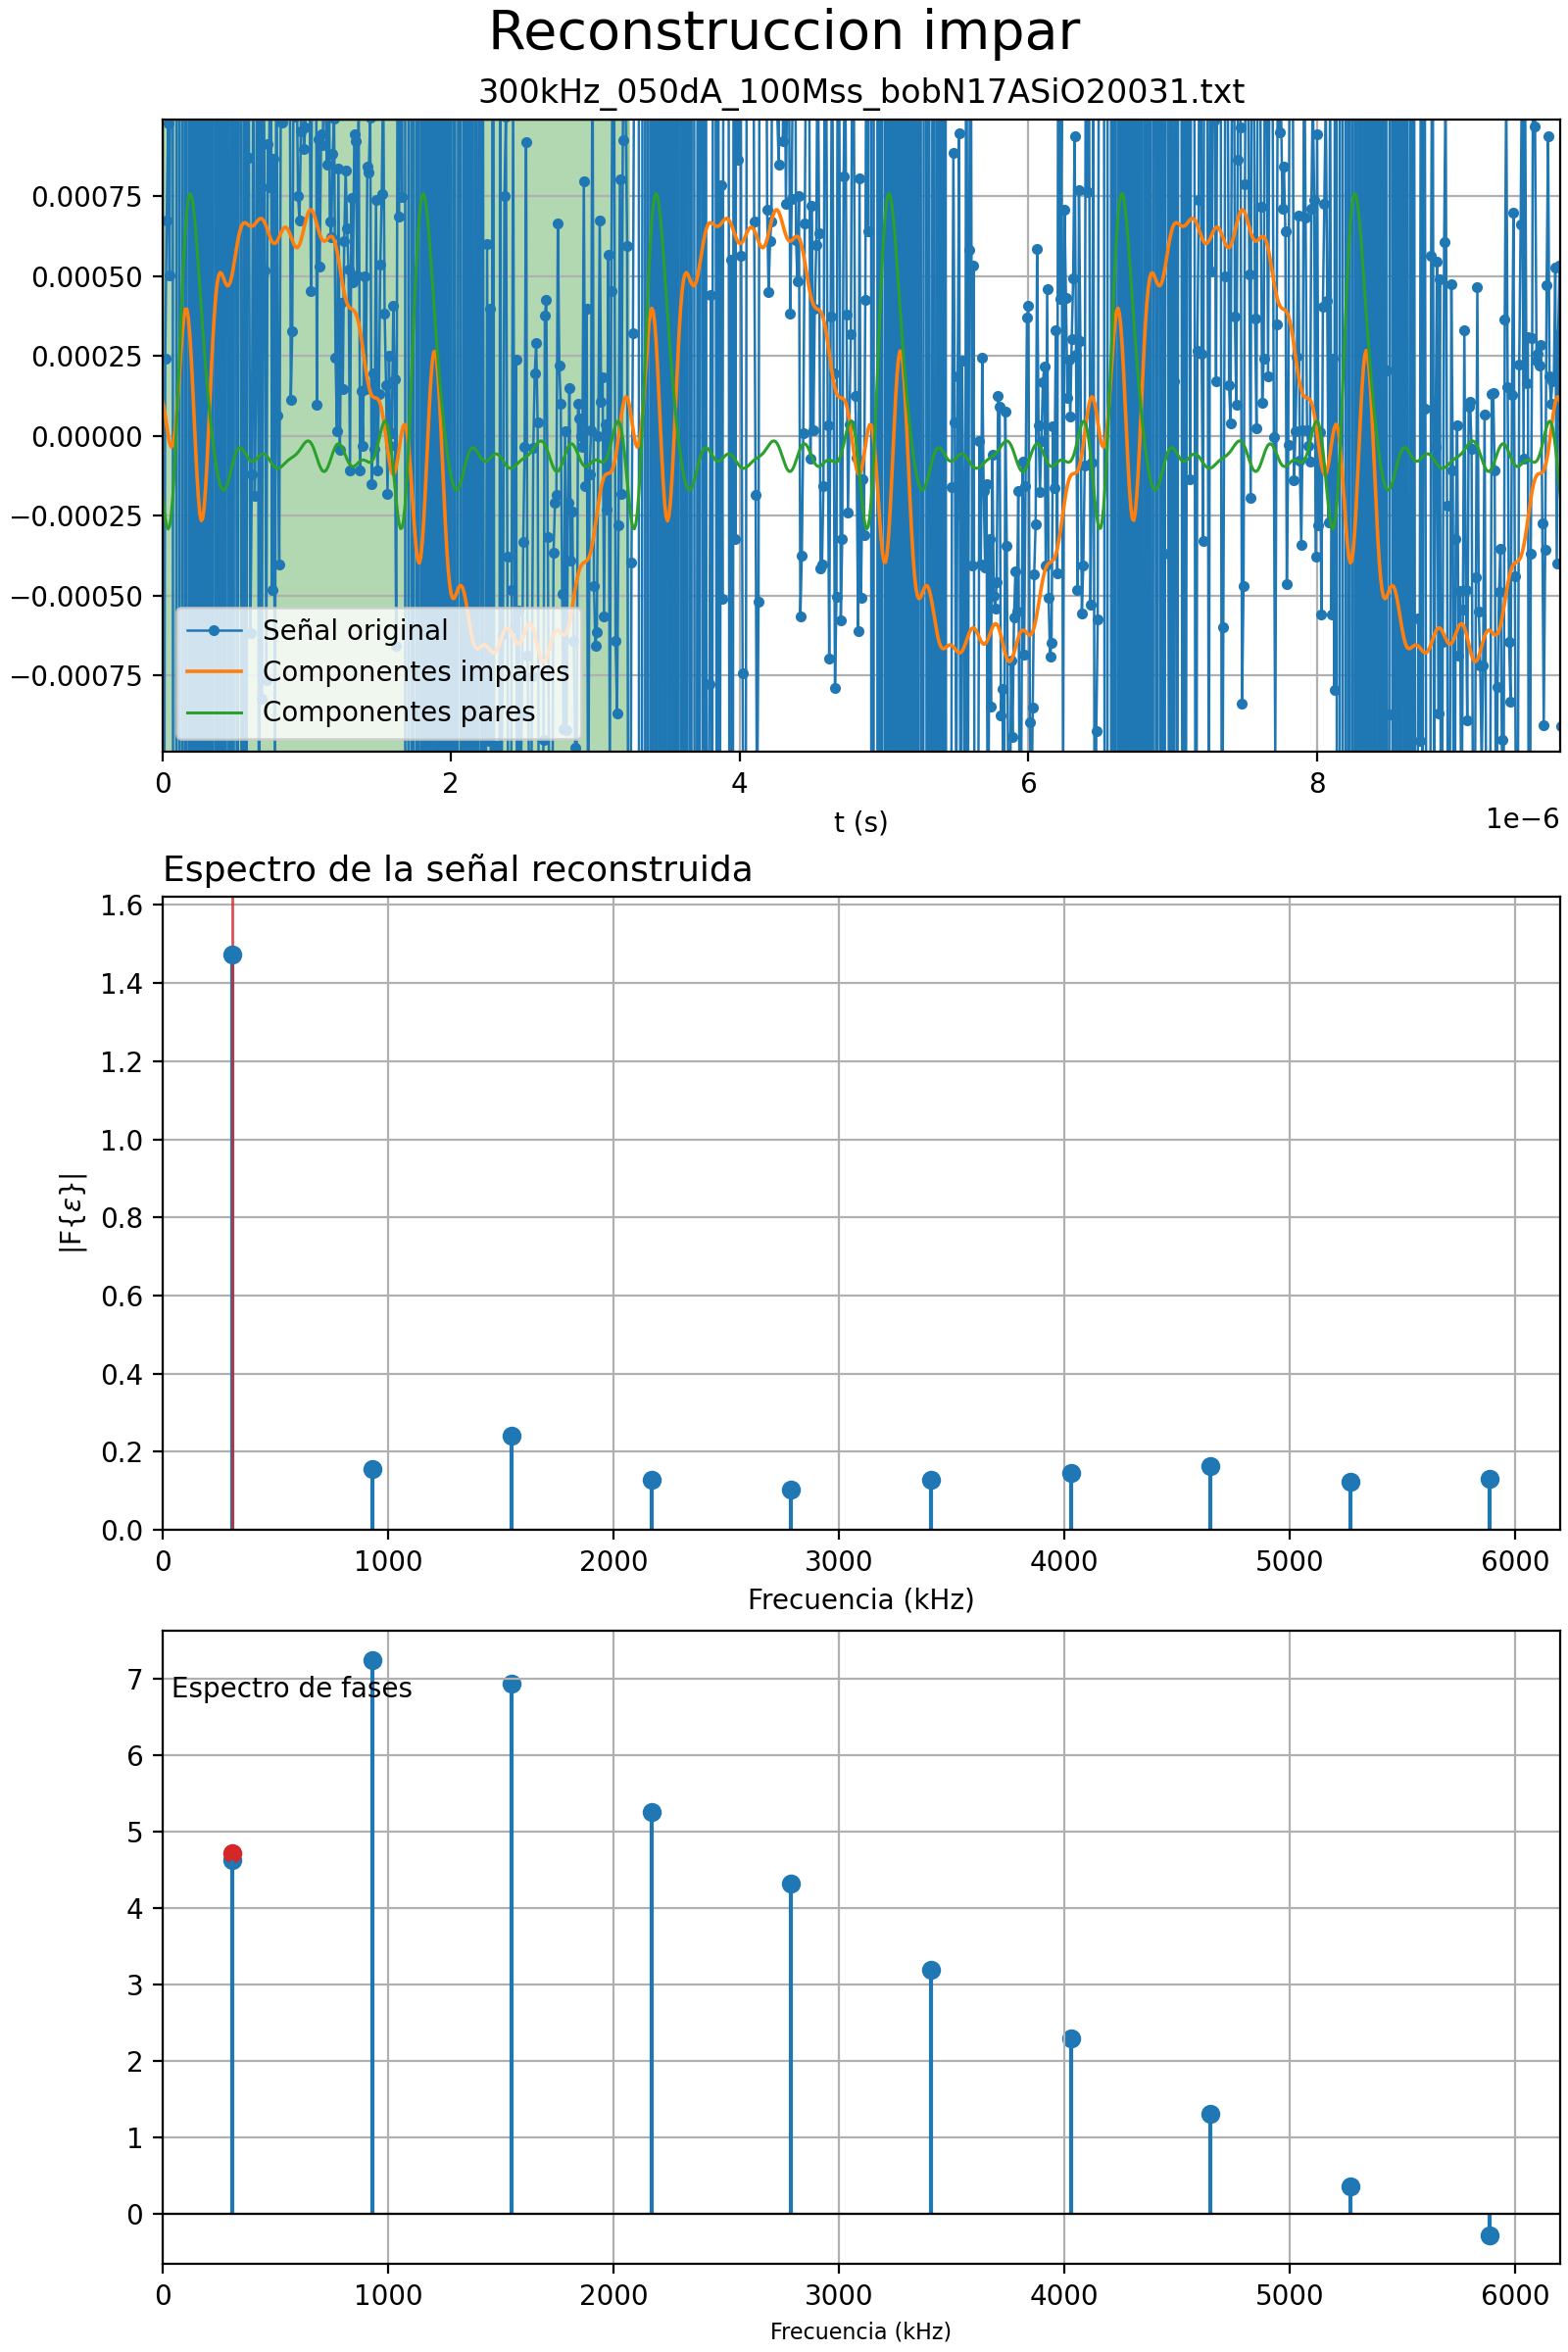 Reconstruccion impar
300kHz_050dA_100Mss_bobN17ASiO20031.txt
0.00075
0.00050
0.00025
0.00000
−0.00025
−0.00050
−0.00075
Señal original
Componentes impares
Componentes pares
0 2 4 6 8
1e−6
t (s)
Espectro de la señal reconstruida
1.6
1.4
1.2
1.0
0.8
0.6
0.4
0.2
0.0
|F{ε}|
0 1000 2000 3000 4000 5000 6000
Frecuencia (kHz)
7
Espectro de fases
6
5
4
3
2
1
0
0 1000 2000 3000 4000 5000 6000
Frecuencia (kHz)